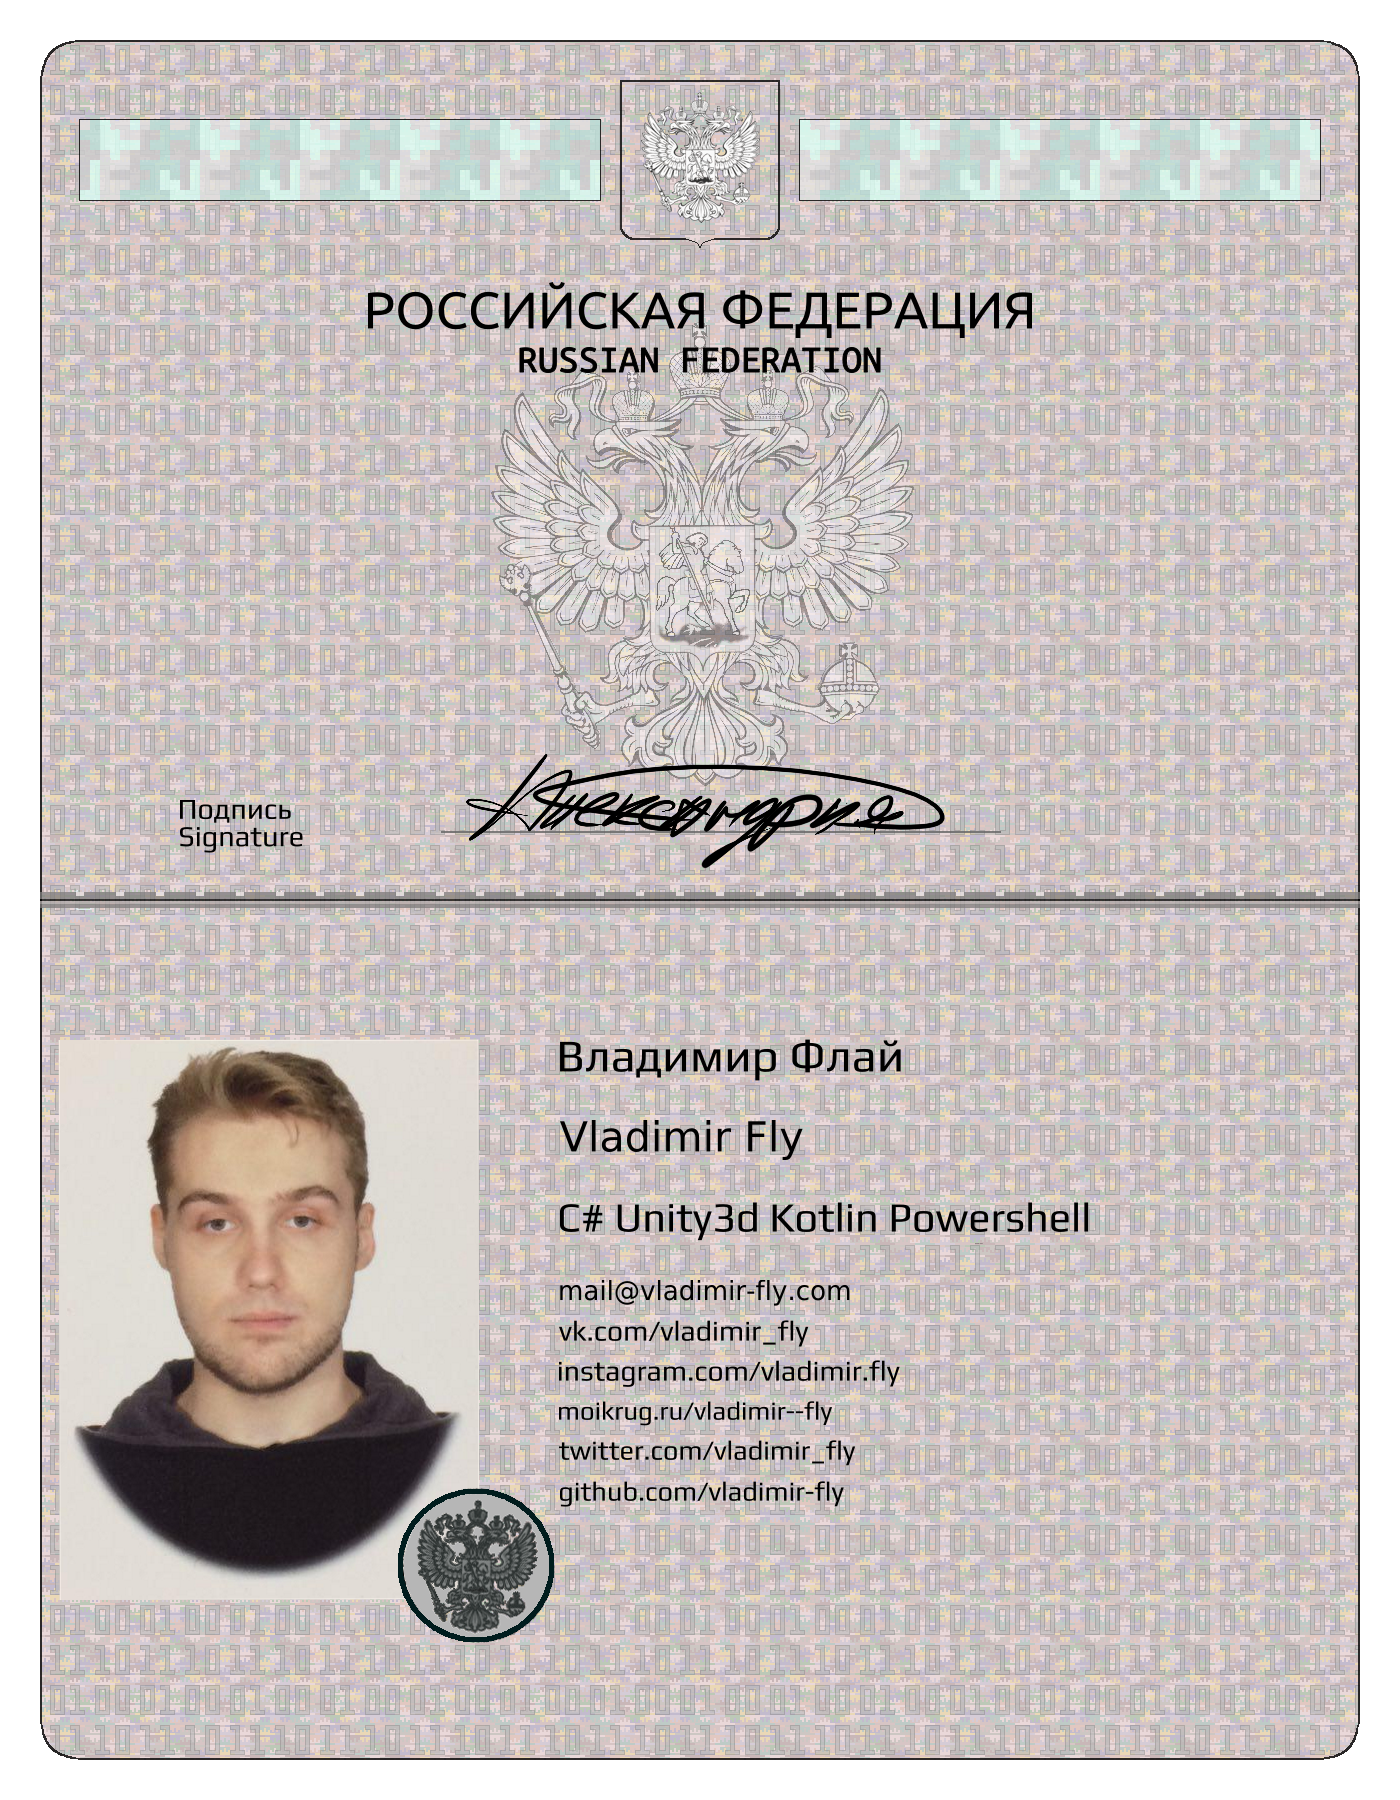 РОССИЙСКАЯ ФЕДЕРАЦИЯ
RUSSIAN FEDERATION
Подпись
Signature
Владимир Флай
Vladimir Fly
C# Unity3d Kotlin Powershell
mail@vladimir-fly.com
vk.com/vladimir_fly
instagram.com/vladimir.fly
moikrug.ru/vladimir--fly
twitter.com/vladimir_fly
github.com/vladimir-fly